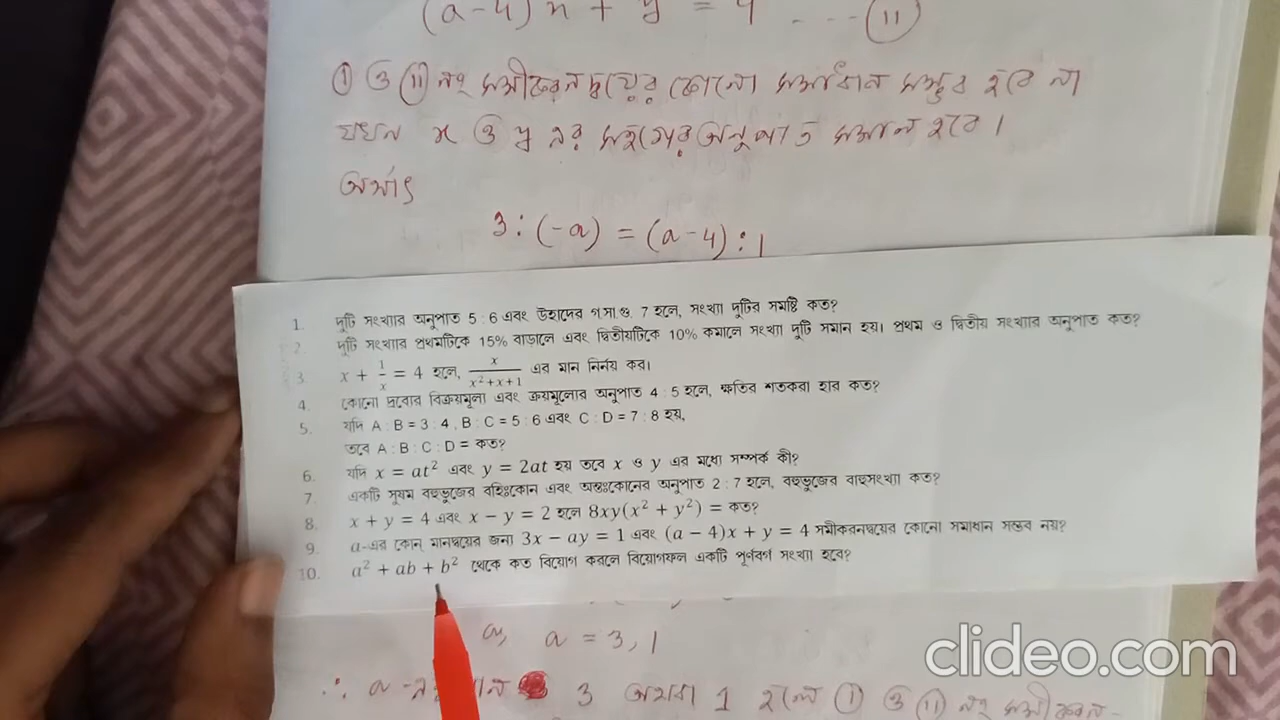 (a-4)x + y = 4 ---- (II)
(I) ও (II) নং সমীকরনদ্বয়ের কোনো সমাধান সম্ভব হবে না
যখন x ও y এর সহগের অনুপাত সমান হবে।
অর্থাৎ
3 : (-a) = (a-4) : 1
1. দুটি সংখ্যার অনুপাত 5 : 6 এবং উহাদের গ.সা.গু. 7 হলে, সংখ্যা দুটির সমষ্টি কত?
2. দুটি সংখ্যার প্রথমটিকে 15% বাড়ালে এবং দ্বিতীয়টিকে 10% কমালে সংখ্যা দুটি সমান হয়। প্রথম ও দ্বিতীয় সংখ্যার অনুপাত কত?
3. x + 1/x = 4 হলে, x/(x²+x+1) এর মান নির্নয় কর।
4. কোনো দ্রব্যের বিক্রয়মূল্য এবং ক্রয়মূল্যের অনুপাত 4 : 5 হলে, ক্ষতির শতকরা হার কত?
5. যদি A : B = 3 : 4, B : C = 5 : 6 এবং C : D = 7 : 8 হয়,
তবে A : B : C : D = কত?
6. যদি x = at² এবং y = 2at হয় তবে x ও y এর মধ্যে সম্পর্ক কী?
7. একটি সুষম বহুভুজের বহিঃকোন এবং অন্তঃকোনের অনুপাত 2 : 7 হলে, বহুভুজের বাহুসংখ্যা কত?
8. x + y = 4 এবং x − y = 2 হলে 8xy(x² + y²) = কত?
9. a-এর কোন্ মানদ্বয়ের জন্য 3x − ay = 1 এবং (a − 4)x + y = 4 সমীকরনদ্বয়ের কোনো সমাধান সম্ভব নয়?
10. a² + ab + b² থেকে কত বিয়োগ করলে বিয়োগফল একটি পূর্ণবর্গ সংখ্যা হবে?
a = 3, 1
∴ a 3 অথবা 1 হলে (I) ও (II) নং
clideo.com